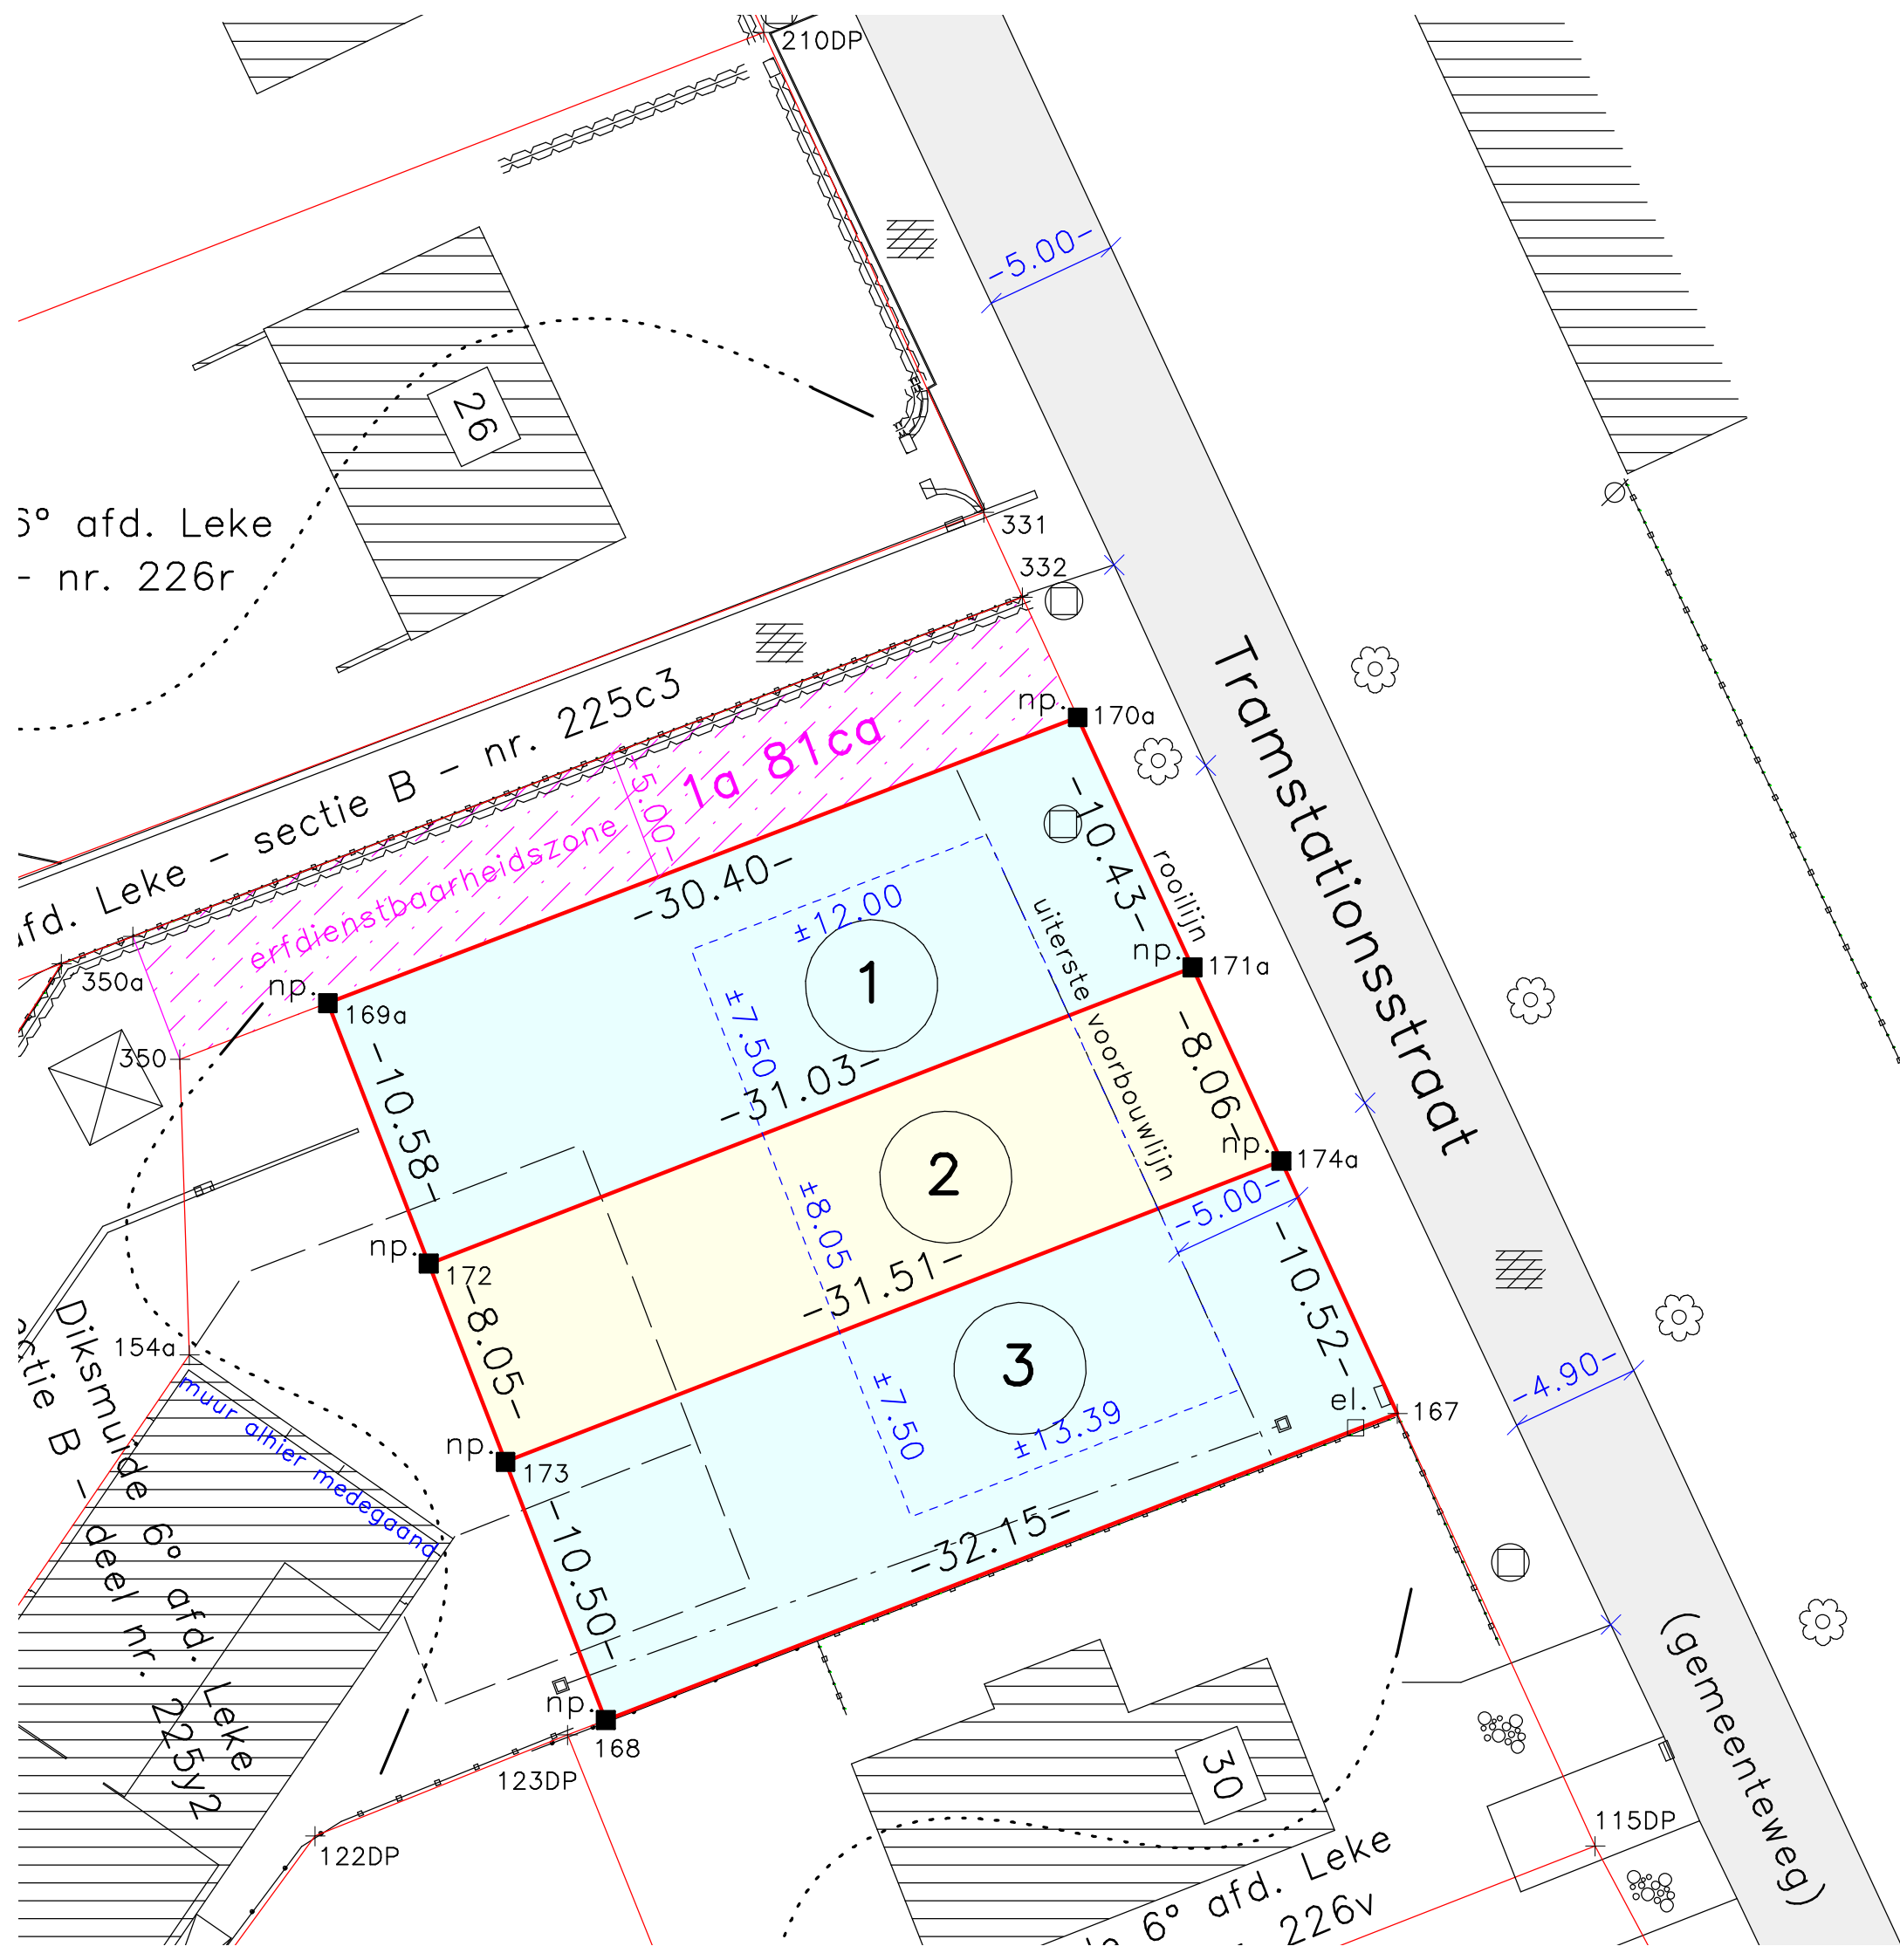 210DP
-5.00-
26
6° afd. Leke
- nr. 226r
331
332
np.
170a
afd. Leke - sectie B - nr. 225c3
1a 81ca
-5.00-
erfdienstbaarheidszone
Tramstationsstraat
(gemeenteweg)
-30.40-
-10.43-
rooilijn
uiterste voorbouwlijn
±12.00
1
±7.50
np.
171a
350a
np.
169a
350
-10.58-
-31.03-
-8.06-
2
np.
174a
-5.00-
np.
172
±8.05
-31.51-
-8.05-
3
-10.52-
154a
muur alhier medegaand
Diksmuide 6° afd. Leke
ctie B - deel nr. 225y2
±7.50
±13.39
el.
167
-4.90-
np.
173
-10.50-
-32.15-
np.
168
123DP
122DP
30
115DP
6° afd. Leke
226v